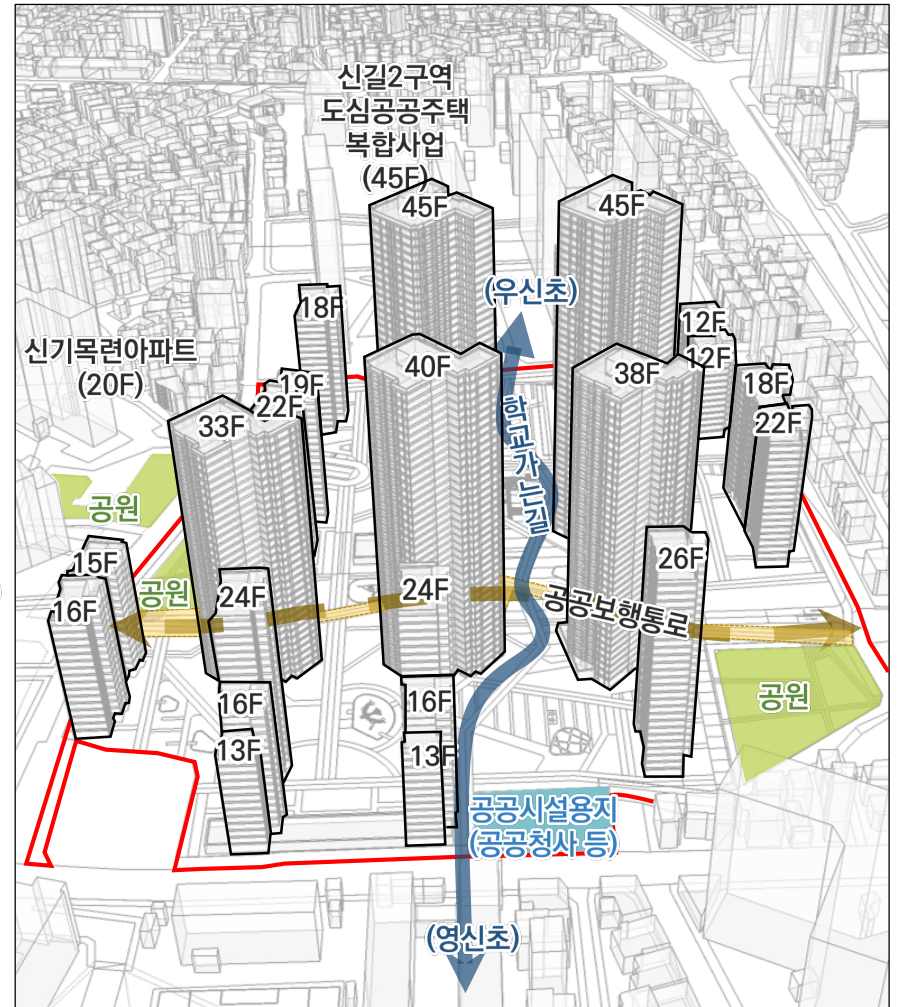 신길2구역
도심공공주택
복합사업
(45F)
45F
45F
(우신초)
18F
12F
12F
신기목련아파트
(20F)
40F
38F
19F
22F
18F
33F
22F
학교가는길
공원
15F
26F
공원
24F
24F
16F
공공보행통로
공원
16F
16F
13F
13F
공공시설용지
(공공청사 등)
(영신초)